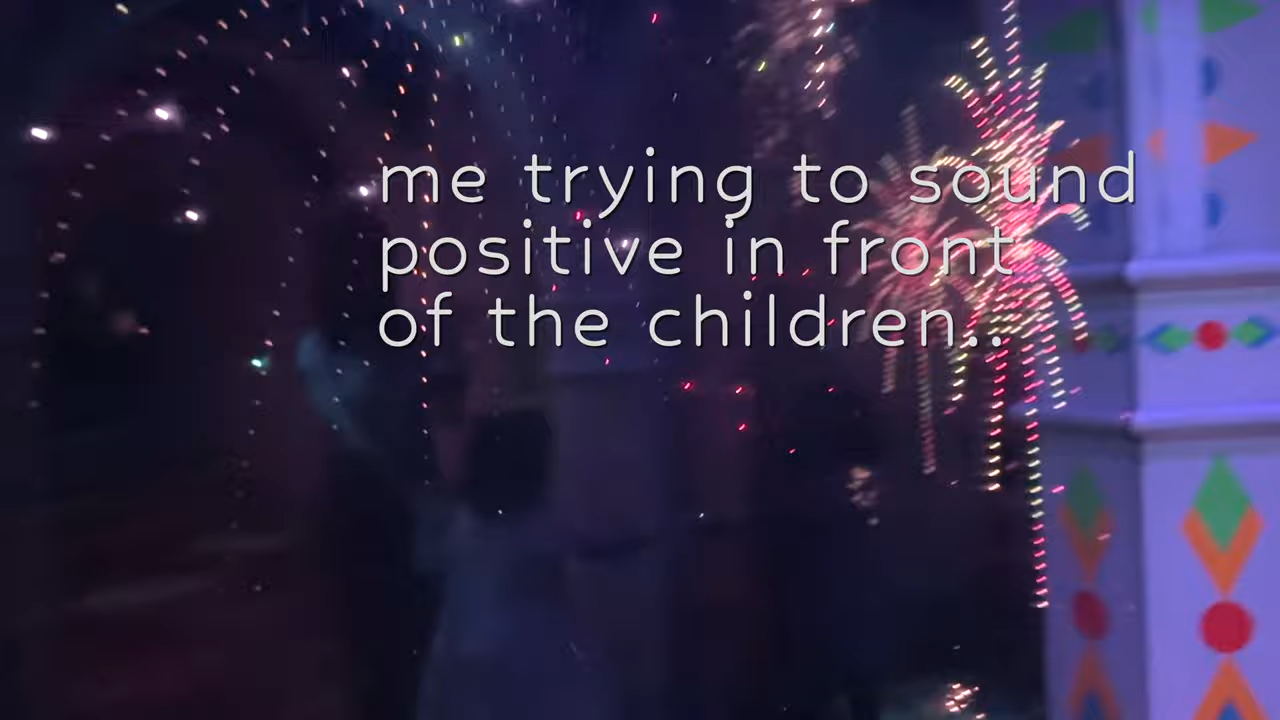 me trying to sound
positive in front
of the children..